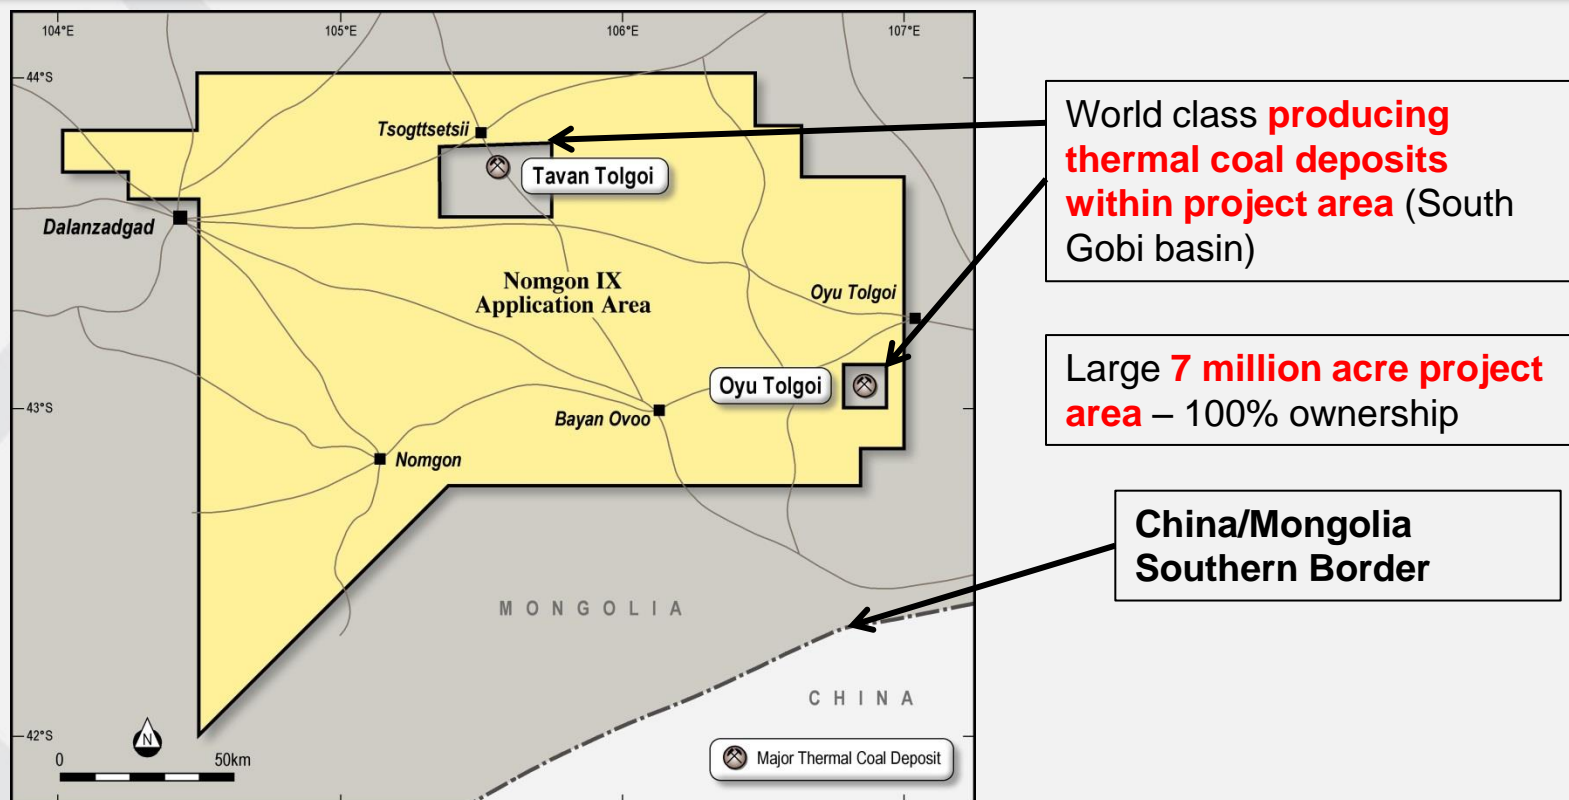 104°E
105°E
106°E
107°E
44°S
Tsogttsetsii
Tavan Tolgoi
Dalanzadgad
Nomgon IX
Application Area
Oyu Tolgoi
Oyu Tolgoi
43°S
Bayan Ovoo
Nomgon
MONGOLIA
CHINA
42°S
N
0
50km
Major Thermal Coal Deposit
World class producing
thermal coal deposits
within project area (South
Gobi basin)
Large 7 million acre project
area – 100% ownership
China/Mongolia
Southern Border